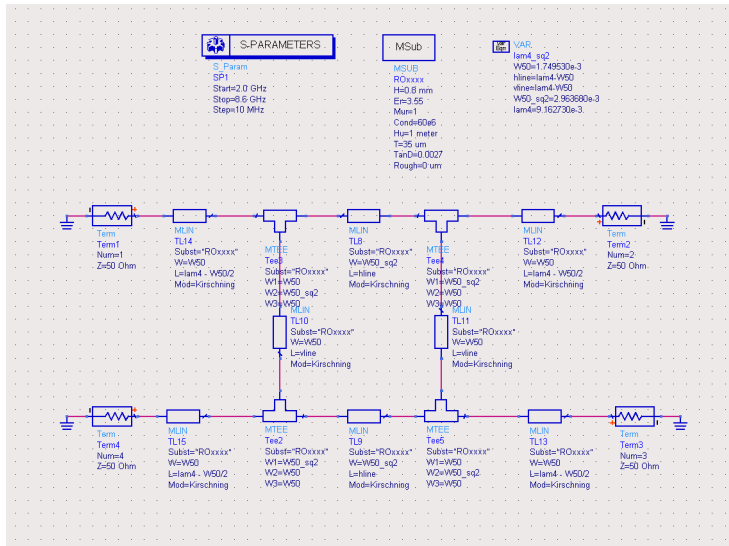 S-PARAMETERS
S_Param
SP1
Start=2.0 GHz
Stop=8.6 GHz
Step=10 MHz
MSub
MSUB
ROxxxx
H=0.8 mm
Er=3.55
Mur=1
Cond=60e6
Hu=1 meter
T=35 um
TanD=0.0027
Rough=0 um
Var
Eqn
VAR
lam4_sq2
W50=1.749530e-3
hline=lam4-W50
vline=lam4-W50
W50_sq2=2.963680e-3
lam4=9.162730e-3
Term
Term1
Num=1
Z=50 Ohm
MLIN
TL14
Subst="ROxxxx"
W=W50
L=lam4 - W50/2
Mod=Kirschning
MTEE
Tee3
Subst="ROxxxx"
W1=W50
W2=W50_sq2
W3=W50
MLIN
TL8
Subst="ROxxxx"
W=W50_sq2
L=hline
Mod=Kirschning
MTEE
Tee4
Subst="ROxxxx"
W1=W50
W2=W50_sq2
W3=W50
MLIN
TL12
Subst="ROxxxx"
W=W50
L=lam4 - W50/2
Mod=Kirschning
Term
Term2
Num=2
Z=50 Ohm
MLIN
TL10
Subst="ROxxxx"
W=W50
L=vline
Mod=Kirschning
MLIN
TL11
Subst="ROxxxx"
W=W50
L=vline
Mod=Kirschning
Term
Term4
Num=4
Z=50 Ohm
MLIN
TL15
Subst="ROxxxx"
W=W50
L=lam4 - W50/2
Mod=Kirschning
MTEE
Tee2
Subst="ROxxxx"
W1=W50_sq2
W2=W50
W3=W50
MLIN
TL9
Subst="ROxxxx"
W=W50_sq2
L=hline
Mod=Kirschning
MTEE
Tee5
Subst="ROxxxx"
W1=W50
W2=W50_sq2
W3=W50
MLIN
TL13
Subst="ROxxxx"
W=W50
L=lam4 - W50/2
Mod=Kirschning
Term
Term3
Num=3
Z=50 Ohm